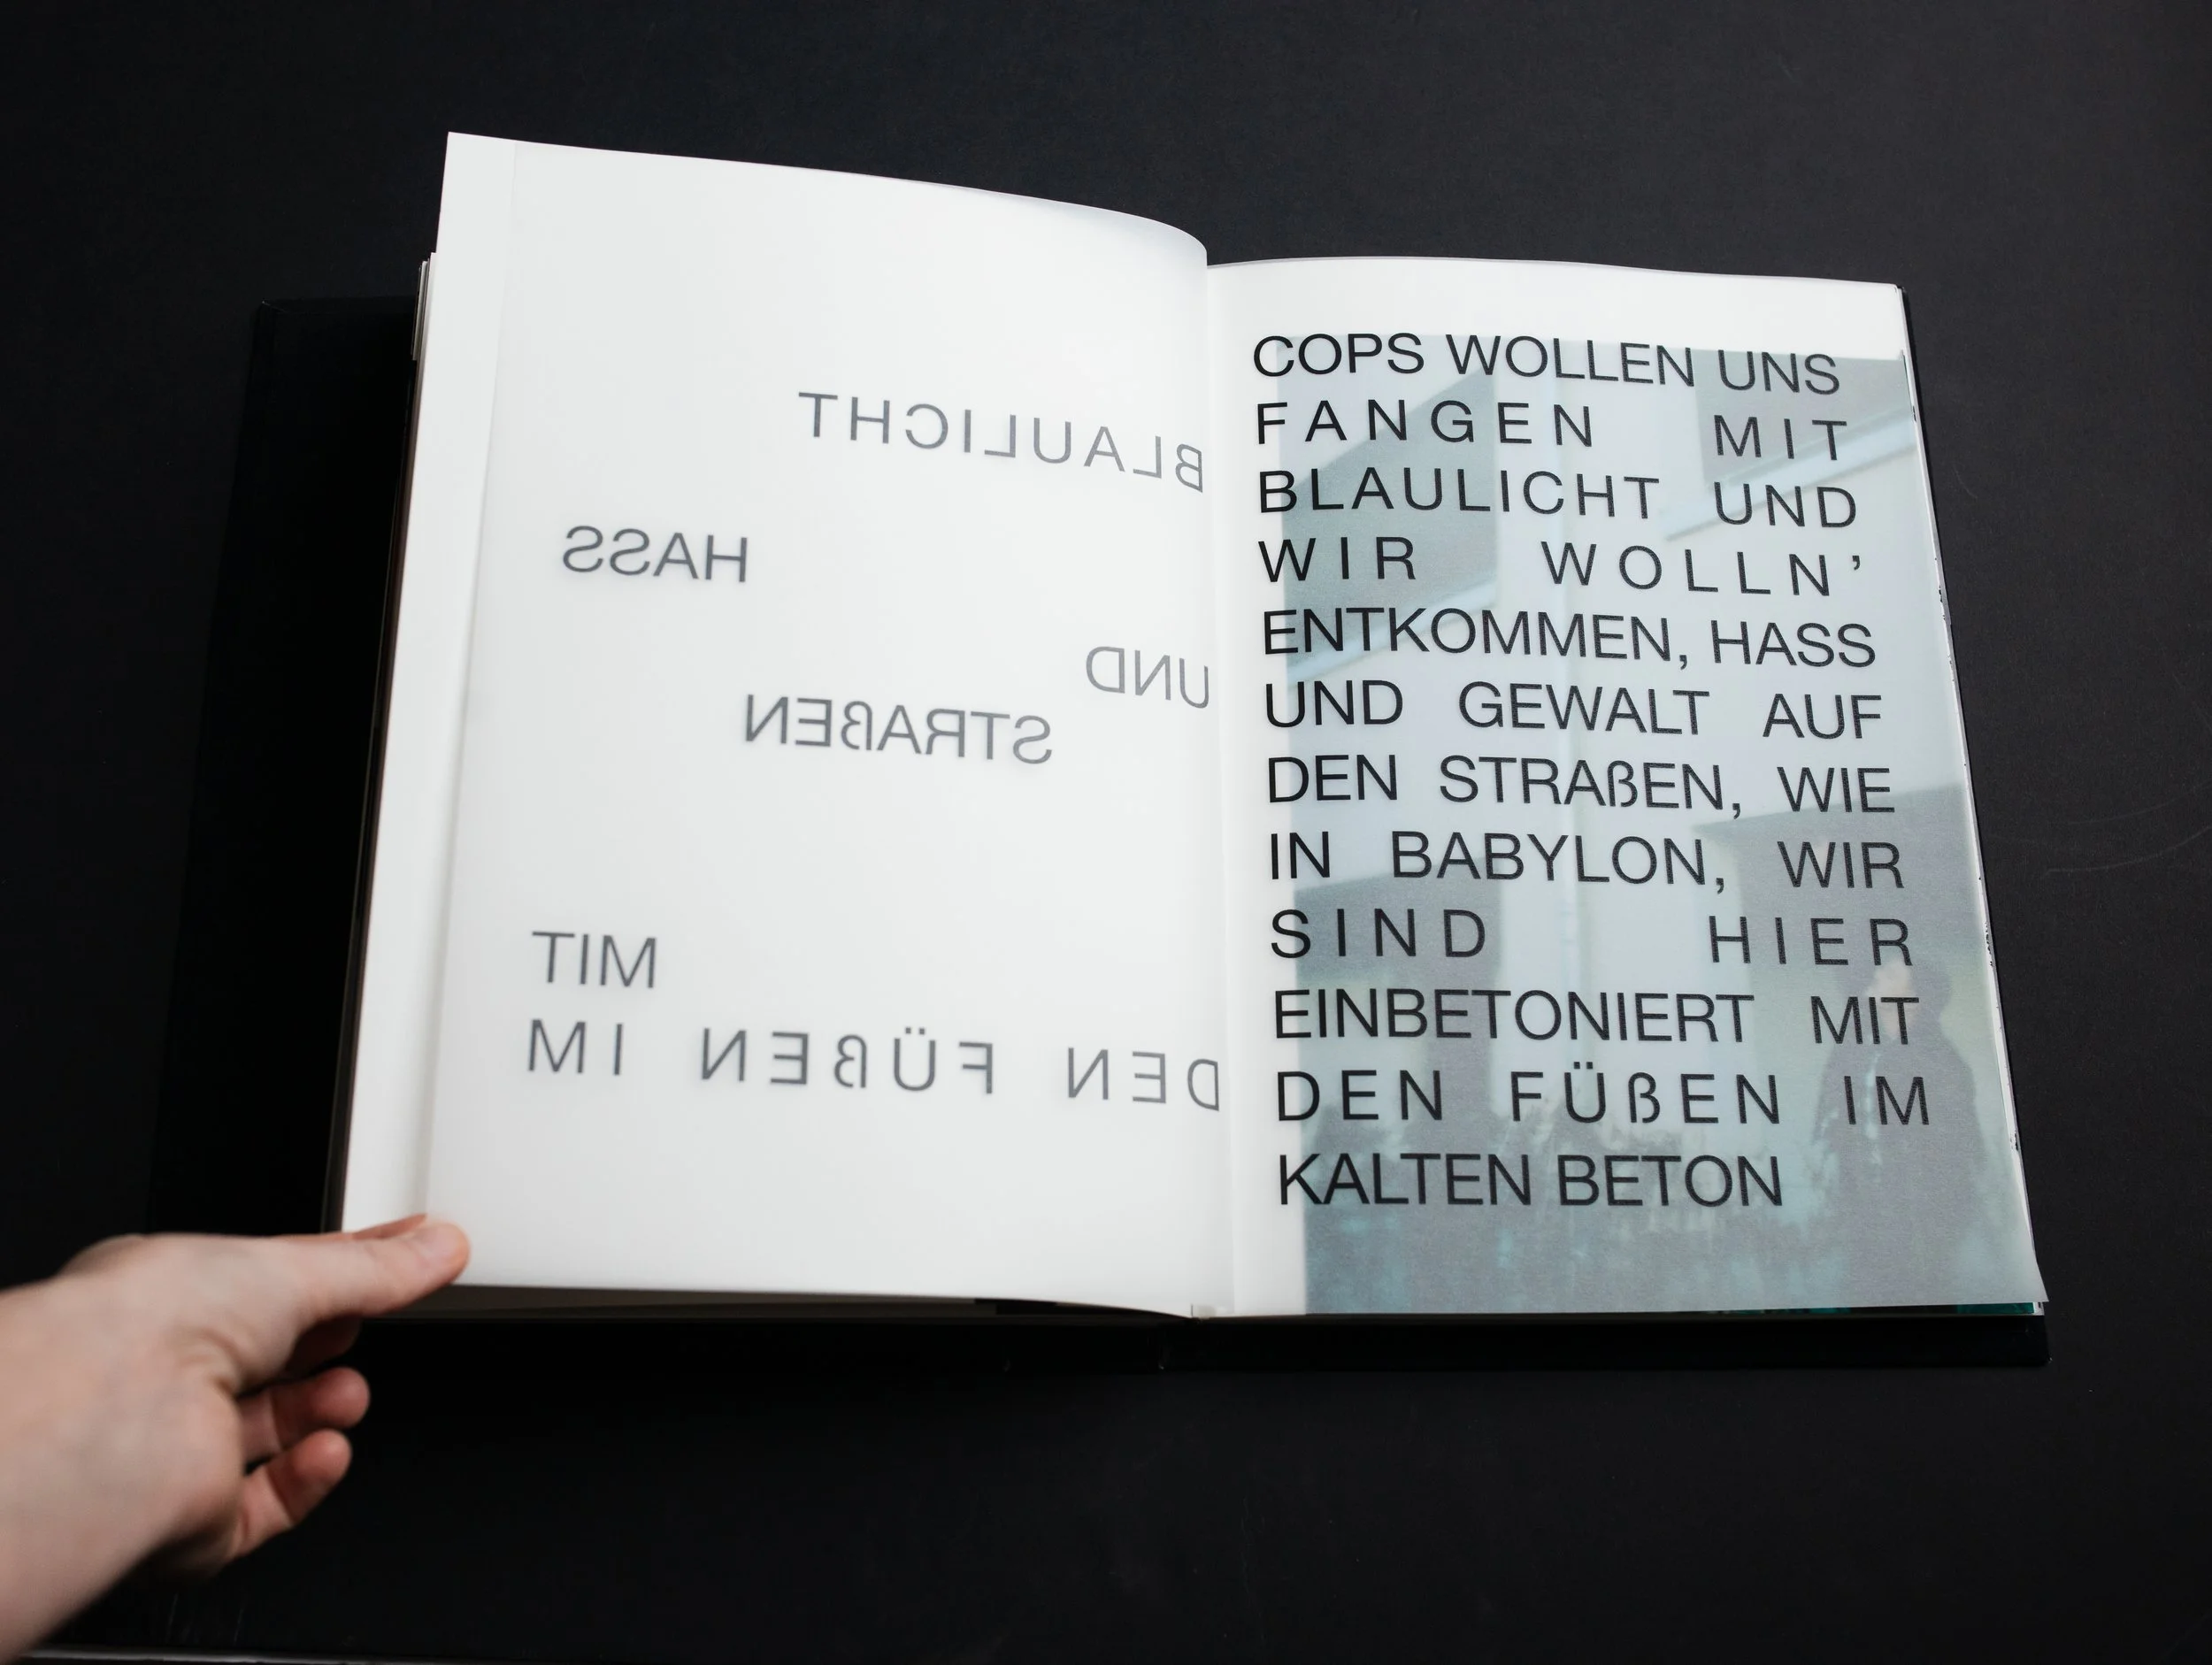 BLAULICHT
HASS
UND
STRAßEN
MIT
DEN FÜßEN IM
COPS WOLLEN UNS
FANGEN MIT
BLAULICHT UND
WIR WOLLN’
ENTKOMMEN, HASS
UND GEWALT AUF
DEN STRAßEN, WIE
IN BABYLON, WIR
SIND HIER
EINBETONIERT MIT
DEN FÜßEN IM
KALTEN BETON